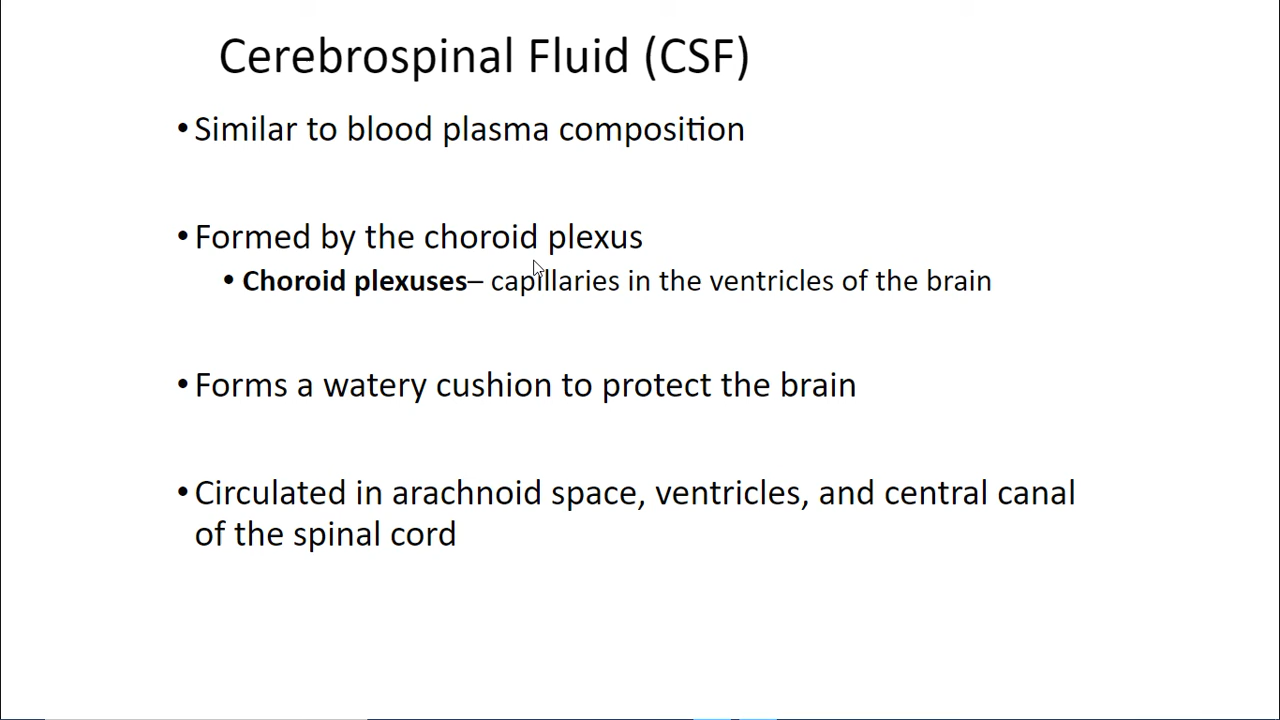 Cerebrospinal Fluid (CSF)
• Similar to blood plasma composition
• Formed by the choroid plexus
• Choroid plexuses– capillaries in the ventricles of the brain
• Forms a watery cushion to protect the brain
• Circulated in arachnoid space, ventricles, and central canal
of the spinal cord